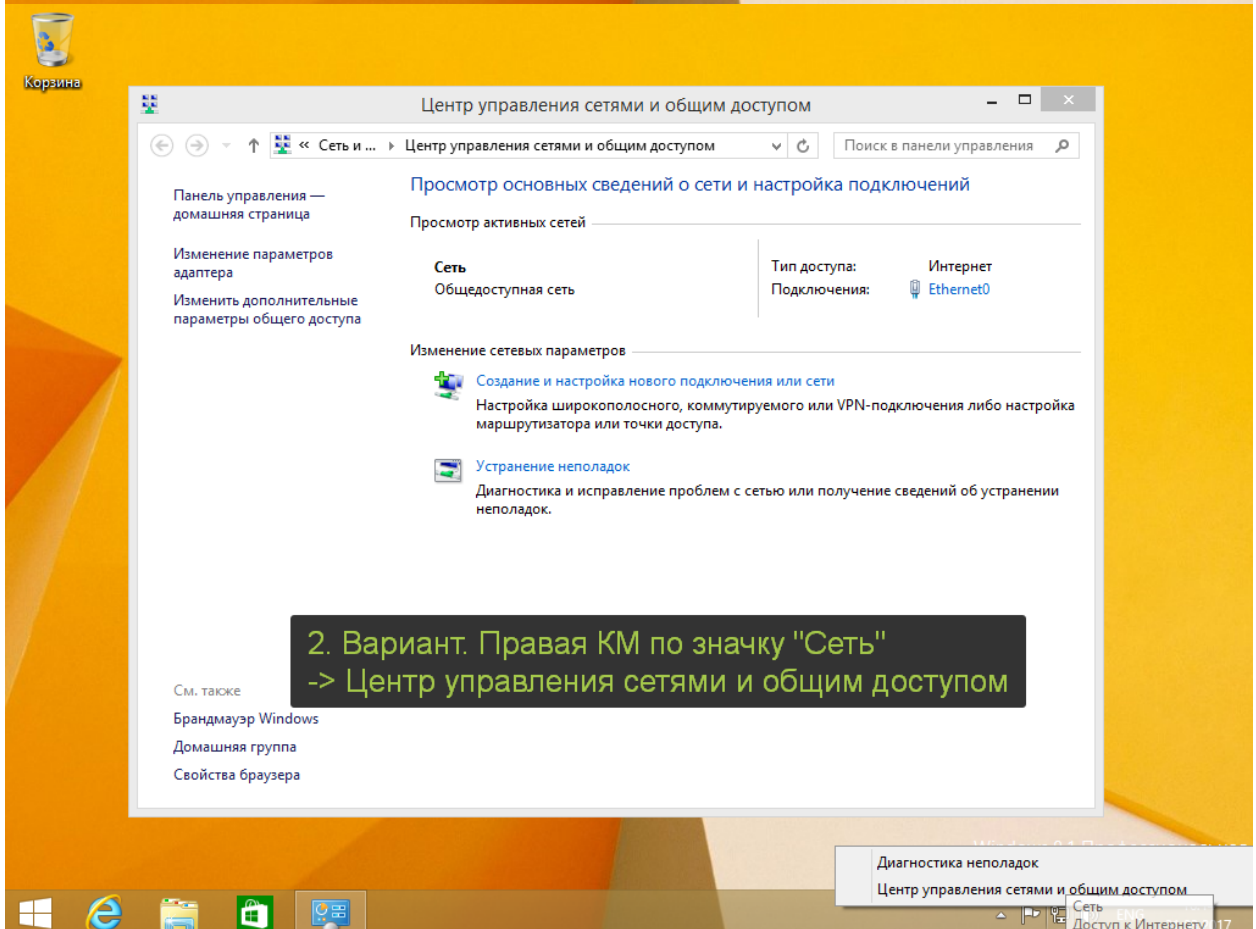 Корзина
Центр управления сетями и общим доступом
« Сеть и ... Центр управления сетями и общим доступом
Поиск в панели управления
Панель управления —
домашняя страница
Изменение параметров
адаптера
Изменить дополнительные
параметры общего доступа
Просмотр основных сведений о сети и настройка подключений
Просмотр активных сетей
Сеть
Общедоступная сеть
Тип доступа: Интернет
Подключения: Ethernet0
Изменение сетевых параметров
Создание и настройка нового подключения или сети
Настройка широкополосного, коммутируемого или VPN-подключения либо настройка
маршрутизатора или точки доступа.
Устранение неполадок
Диагностика и исправление проблем с сетью или получение сведений об устранении
неполадок.
2. Вариант. Правая КМ по значку "Сеть"
-> Центр управления сетями и общим доступом
См. также
Брандмауэр Windows
Домашняя группа
Свойства браузера
Диагностика неполадок
Центр управления сетями и общим доступом
Сеть
Доступ к Интернету
ENG
17